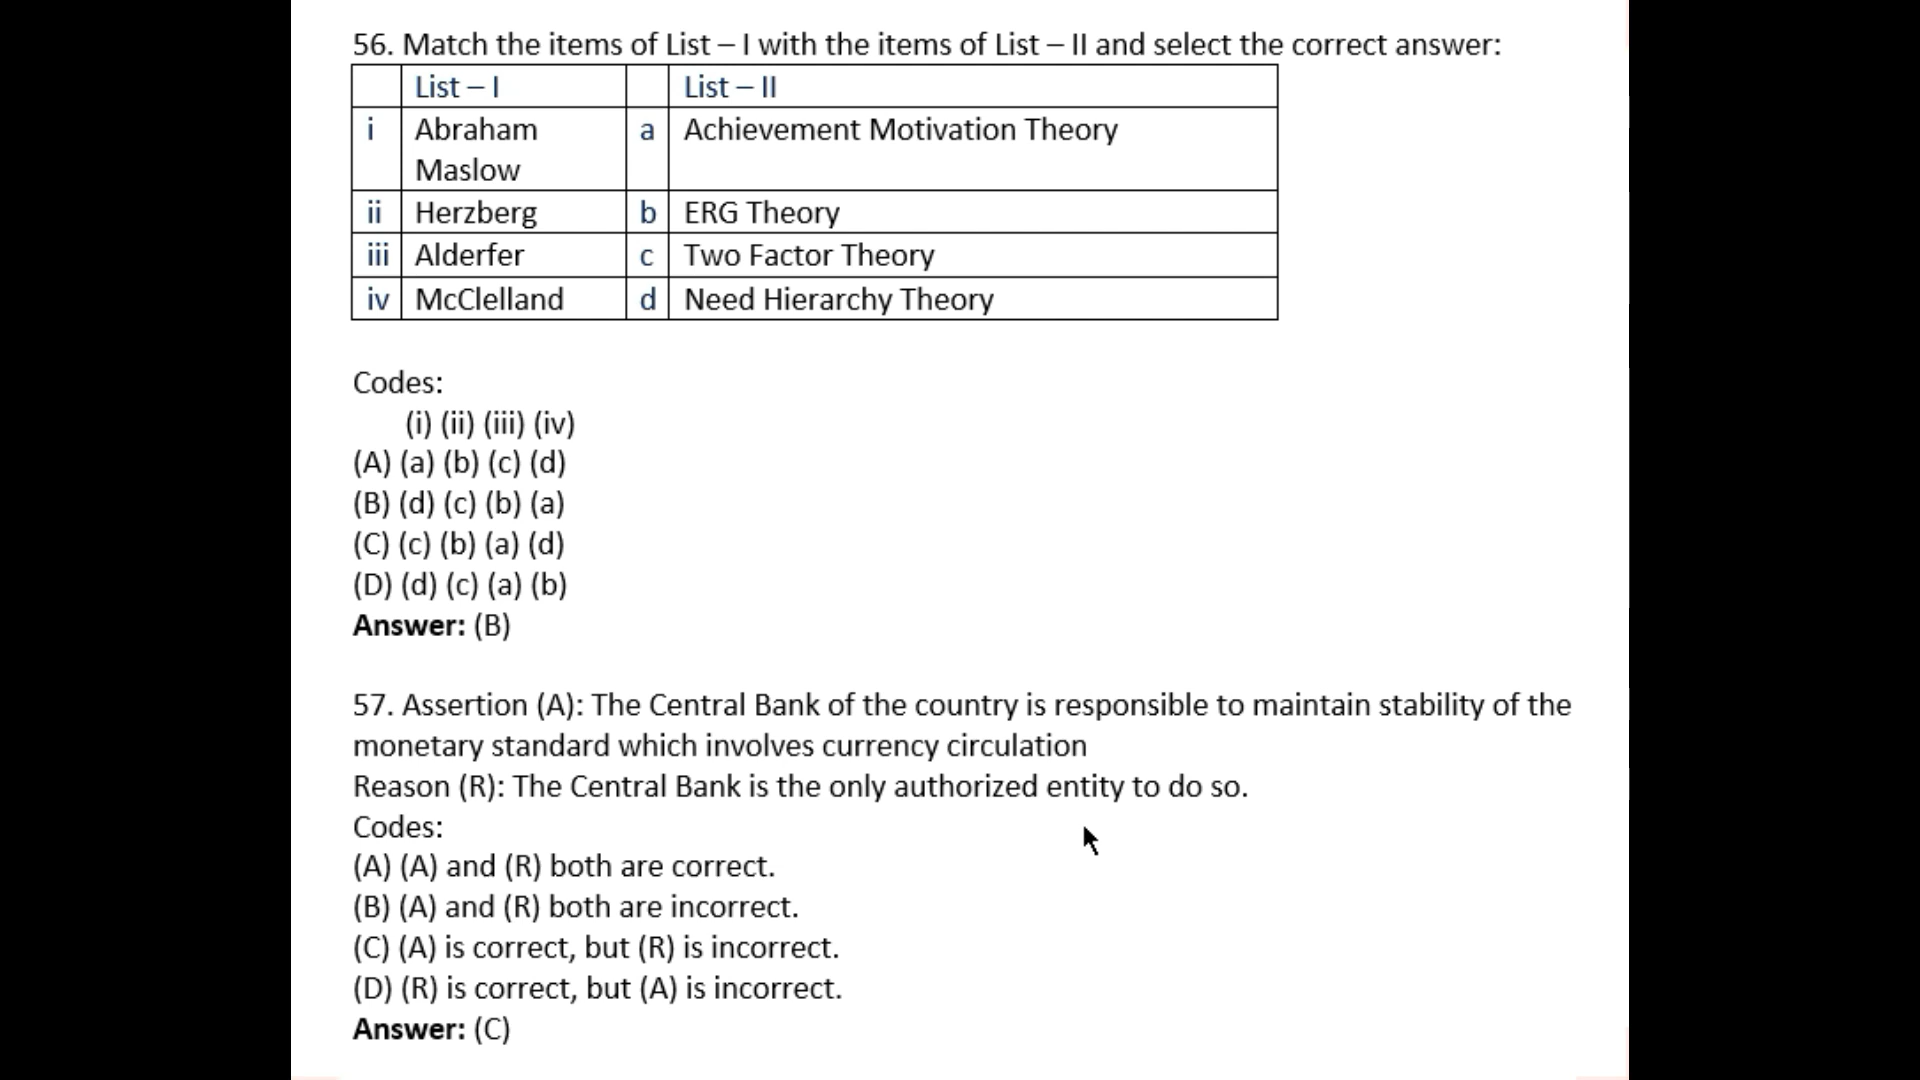 56. Match the items of List – I with the items of List – II and select the correct answer:
List – I List – II
i Abraham Maslow a Achievement Motivation Theory
ii Herzberg b ERG Theory
iii Alderfer c Two Factor Theory
iv McClelland d Need Hierarchy Theory
Codes:
(i) (ii) (iii) (iv)
(A) (a) (b) (c) (d)
(B) (d) (c) (b) (a)
(C) (c) (b) (a) (d)
(D) (d) (c) (a) (b)
Answer: (B)
57. Assertion (A): The Central Bank of the country is responsible to maintain stability of the
monetary standard which involves currency circulation
Reason (R): The Central Bank is the only authorized entity to do so.
Codes:
(A) (A) and (R) both are correct.
(B) (A) and (R) both are incorrect.
(C) (A) is correct, but (R) is incorrect.
(D) (R) is correct, but (A) is incorrect.
Answer: (C)